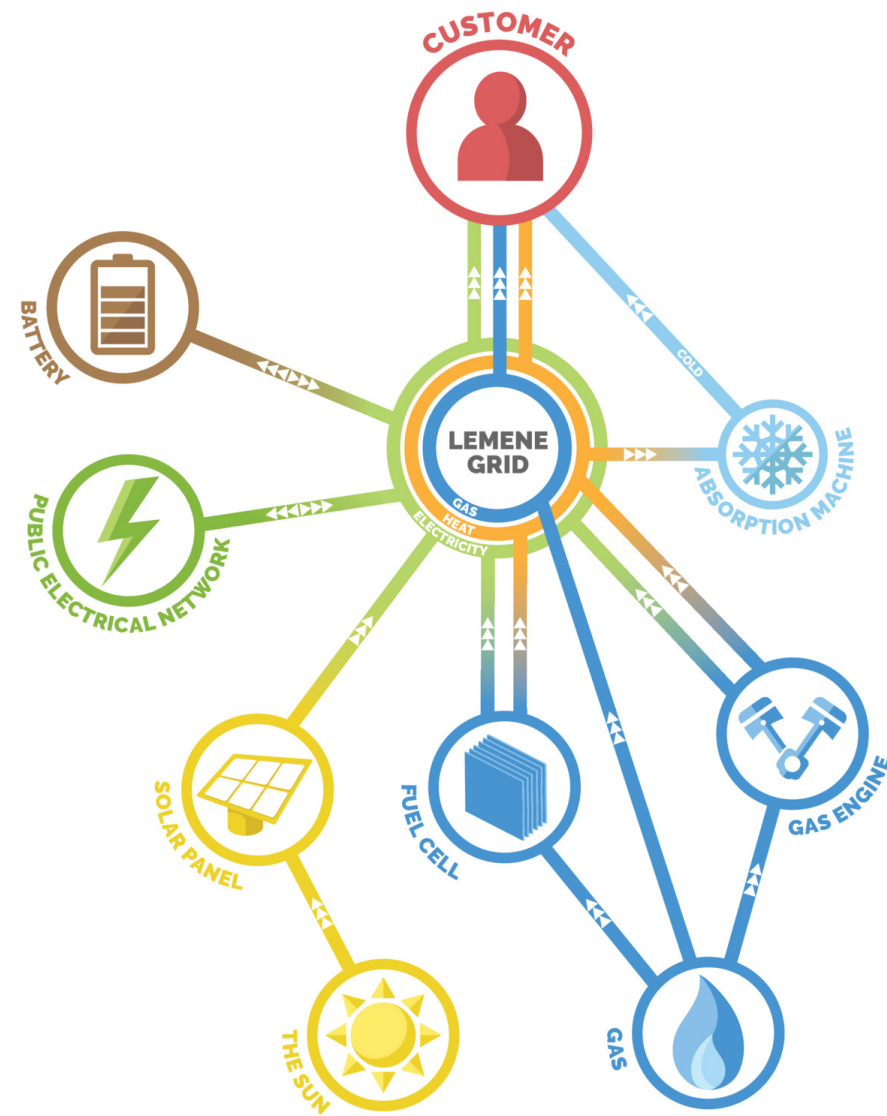 CUSTOMER
BATTERY
COLD
LEMENE
GRID
ABSORPTION MACHINE
GAS
HEAT
ELECTRICITY
PUBLIC ELECTRICAL NETWORK
SOLAR PANEL
FUEL CELL
GAS ENGINE
THE SUN
GAS